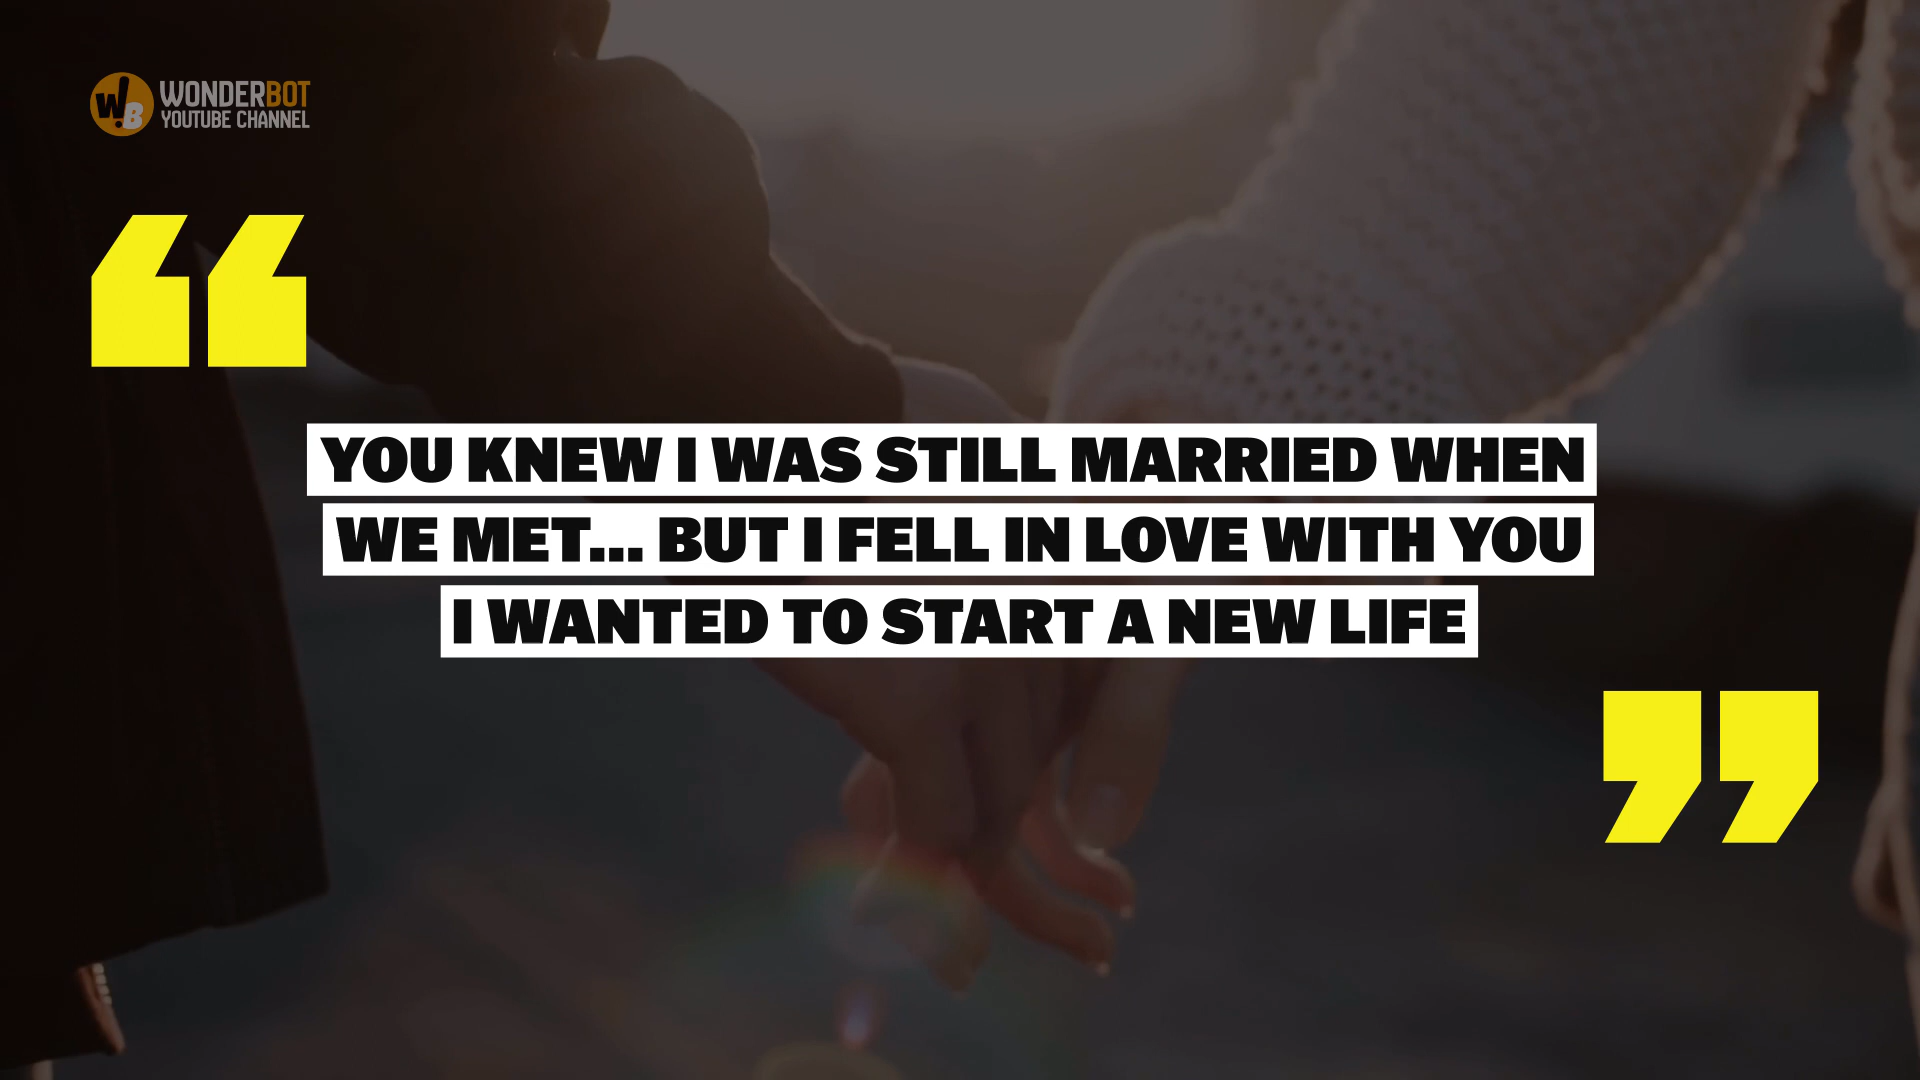 WONDERBOT
YOUTUBE CHANNEL
“
YOU KNEW I WAS STILL MARRIED WHEN
WE MET... BUT I FELL IN LOVE WITH YOU
I WANTED TO START A NEW LIFE
”